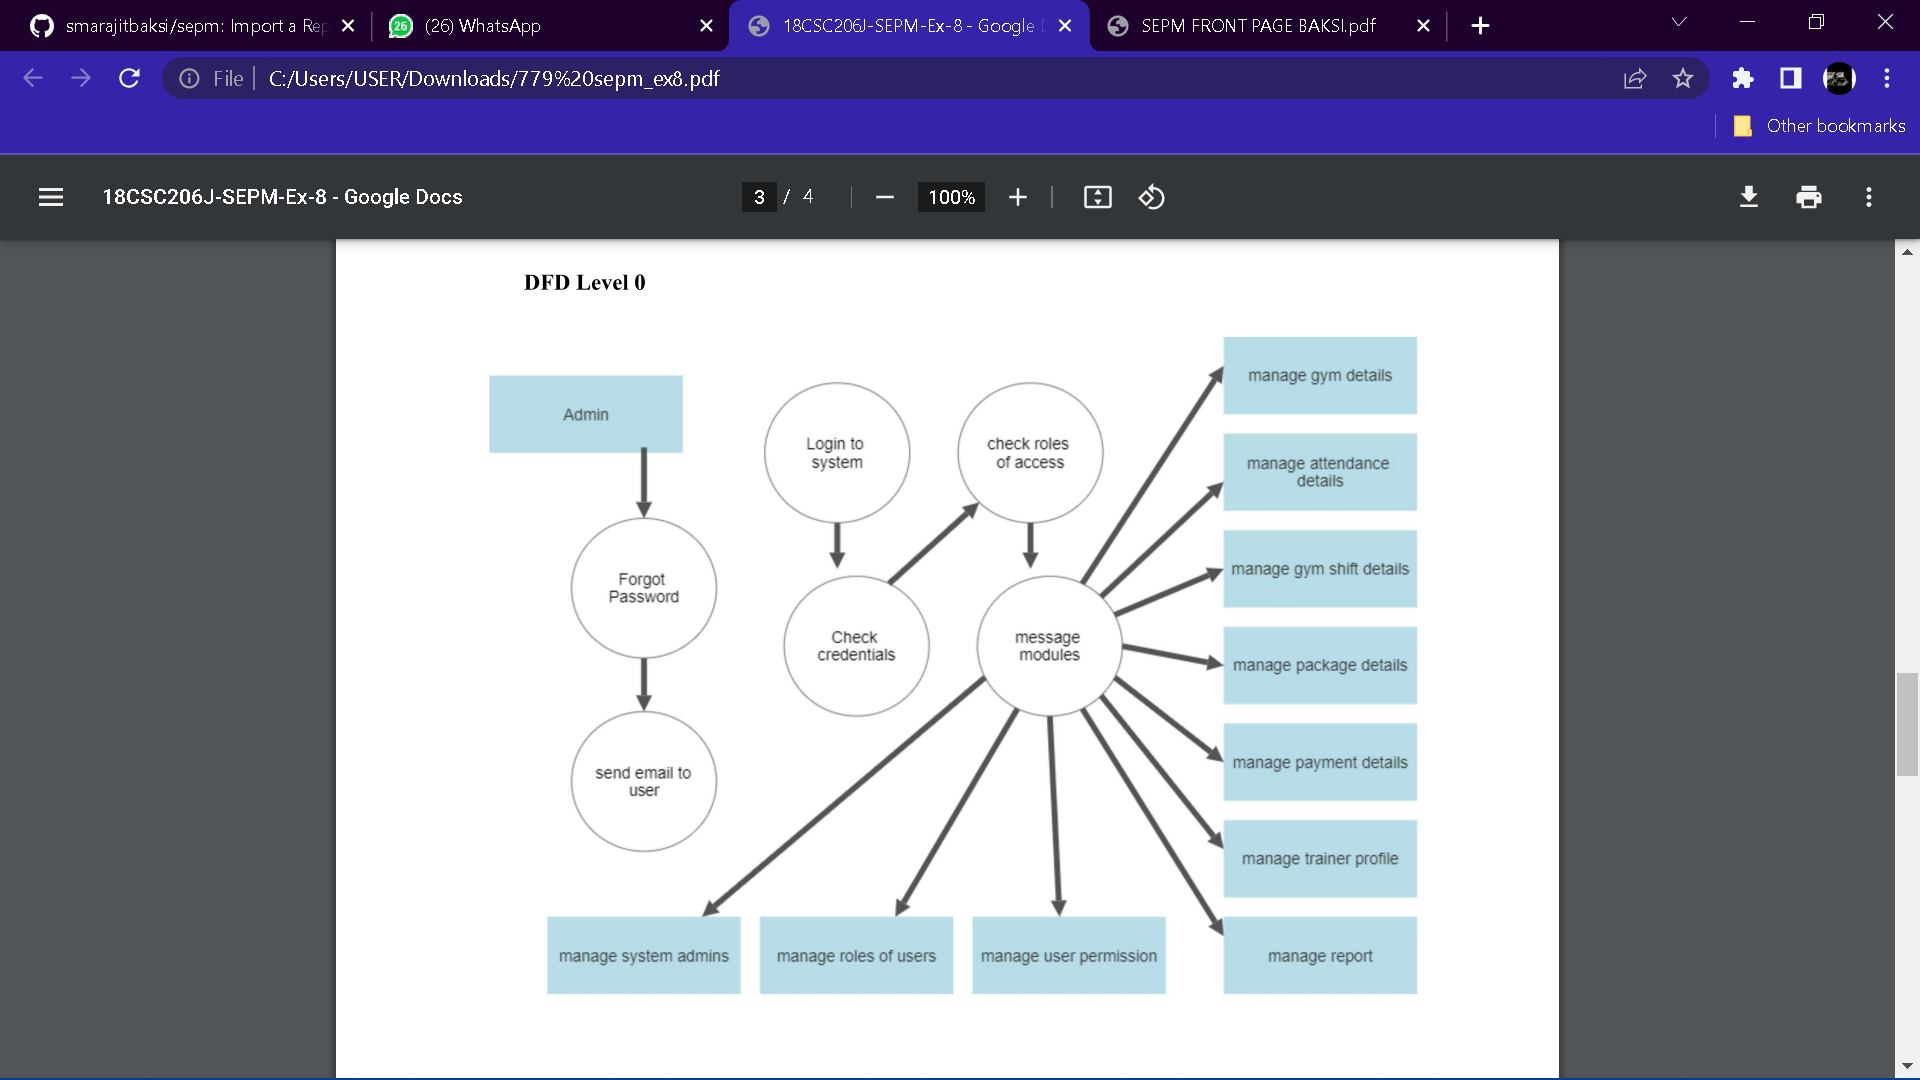 smarajitbaksi/sepm: Import a Rep
26
(26) WhatsApp
18CSC206J-SEPM-Ex-8 - Google D
SEPM FRONT PAGE BAKSI.pdf
File
C:/Users/USER/Downloads/779%20sepm_ex8.pdf
Other bookmarks
18CSC206J-SEPM-Ex-8 - Google Docs
3 / 4
100%
DFD Level 0
Admin
Forgot
Password
send email to
user
Login to
system
Check
credentials
check roles
of access
message
modules
manage gym details
manage attendance
details
manage gym shift details
manage package details
manage payment details
manage trainer profile
manage report
manage system admins
manage roles of users
manage user permission